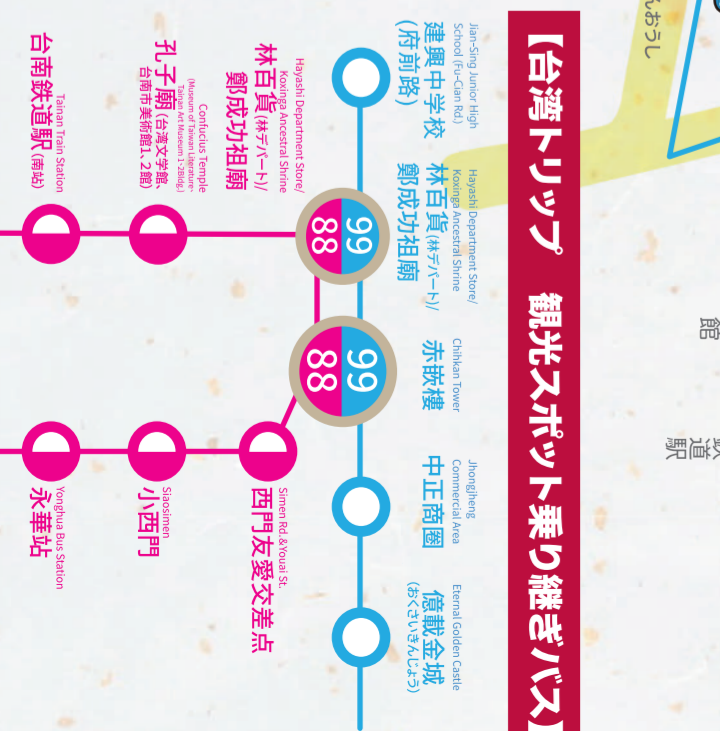 んおうし
館
鉄道
駅
【台湾トリップ 観光スポット乗り継ぎバス】
Jian-Sing Junior High
School (Fu-Cian Rd.)
建興中学校
(府前路)
Hayashi Department Store/
Koxinga Ancestral Shrine
林百貨(林デパート)/
鄭成功祖廟
Chihkan Tower
赤嵌樓
Jhongjheng
Commercial Area
中正商圏
Eternal Golden Castle
億載金城
(おくさいきんじょう)
99
88
99
88
Hayashi Department Store/
Koxinga Ancestral Shrine
林百貨(林デパート)/
鄭成功祖廟
Confucius Temple
(Museum of Taiwan Literature‧
Tainan Art Museum 1‧2Bldg.)
孔子廟(台湾文学館、
台南市美術館1、2館)
Tainan Train Station
台南鉄道駅(南站)
Simen Rd.&Youai St.
西門友愛交差点
Siaosimen
小西門
Yonghua Bus Station
永華站